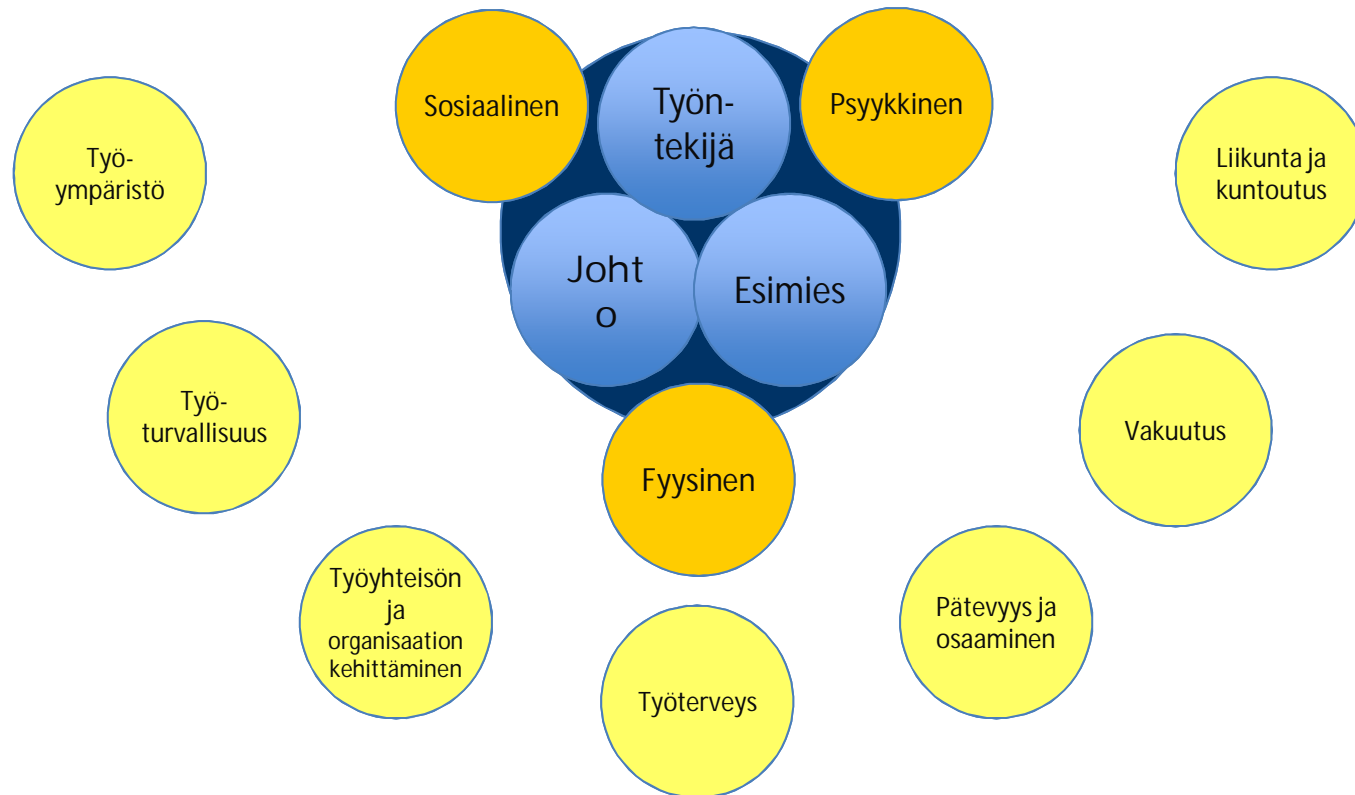 Sosiaalinen
Työn-
tekijä
Psyykkinen
Työ-
ympäristö
Liikunta ja
kuntoutus
Joht
o
Esimies
Työ-
turvallisuus
Vakuutus
Fyysinen
Työyhteisön
ja
organisaation
kehittäminen
Pätevyys ja
osaaminen
Työterveys